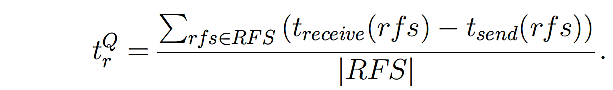 t_r^Q = \frac{\sum_{rfs \in RFS} (t_{receive}(rfs) - t_{send}(rfs))}{|RFS|}.